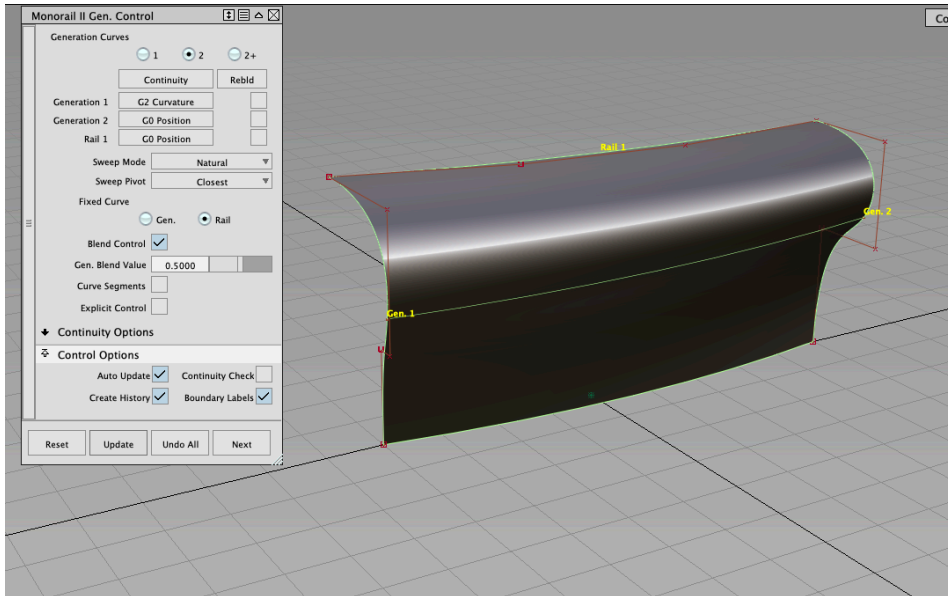 Monorail II Gen. Control
Co
Generation Curves
1 2 2+
Continuity Rebld
Generation 1 G2 Curvature
Generation 2 G0 Position
Rail 1 G0 Position
Sweep Mode Natural
Sweep Pivot Closest
Fixed Curve
Gen. Rail
Blend Control
Gen. Blend Value 0.5000
Curve Segments
Explicit Control
Continuity Options
Control Options
Auto Update Continuity Check
Create History Boundary Labels
Reset Update Undo All Next
Rail 1
Gen. 2
Gen. 1